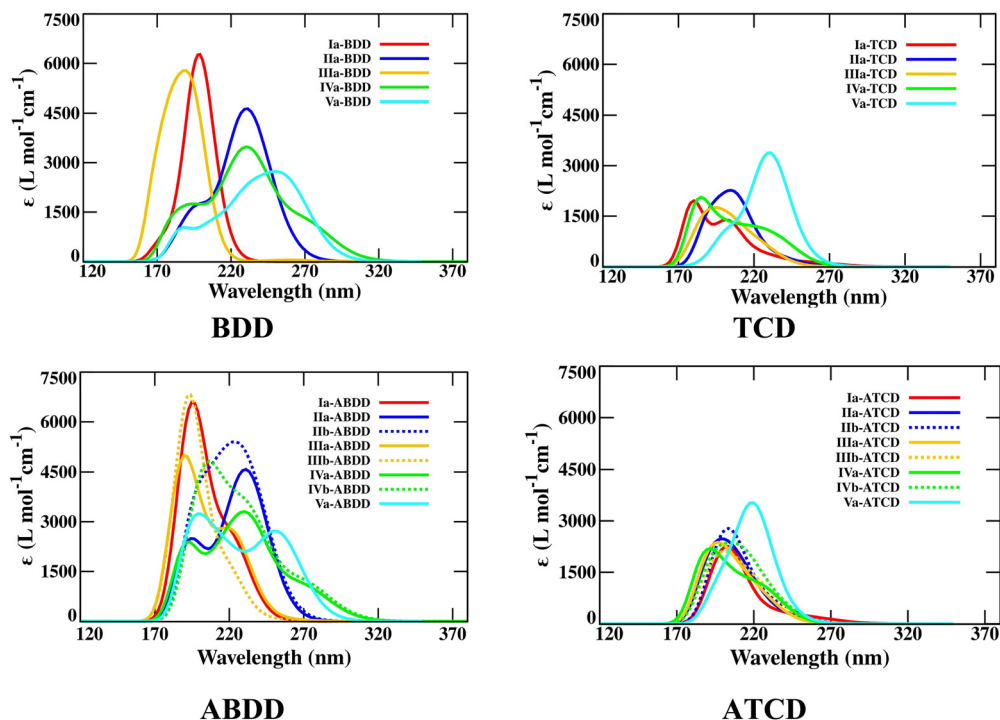 7500
6000
4500
3000
1500
0
ε (L mol⁻¹cm⁻¹)
Ia-BDD
IIa-BDD
IIIa-BDD
IVa-BDD
Va-BDD
120 170 220 270 320 370
Wavelength (nm)
BDD
7500
6000
4500
3000
1500
0
ε (L mol⁻¹cm⁻¹)
Ia-TCD
IIa-TCD
IIIa-TCD
IVa-TCD
Va-TCD
120 170 220 270 320 370
Wavelength (nm)
TCD
7500
6000
4500
3000
1500
0
ε (L mol⁻¹cm⁻¹)
Ia-ABDD
IIa-ABDD
IIb-ABDD
IIIa-ABDD
IIIb-ABDD
IVa-ABDD
IVb-ABDD
Va-ABDD
120 170 220 270 320 370
Wavelength (nm)
ABDD
7500
6000
4500
3000
1500
0
ε (L mol⁻¹cm⁻¹)
Ia-ATCD
IIa-ATCD
IIb-ATCD
IIIa-ATCD
IIIb-ATCD
IVa-ATCD
IVb-ATCD
Va-ATCD
120 170 220 270 320 370
Wavelength (nm)
ATCD